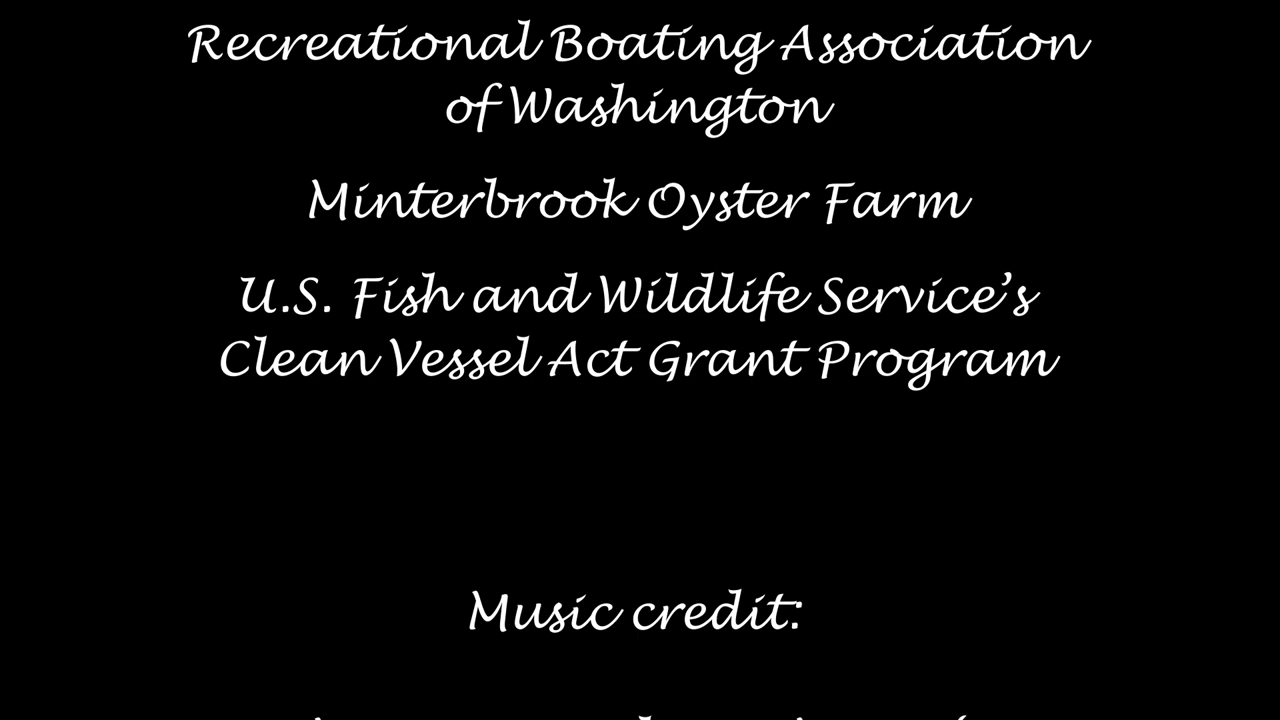 Recreational Boating Association
of Washington
Minterbrook Oyster Farm
U.S. Fish and Wildlife Service’s
Clean Vessel Act Grant Program
Music credit: